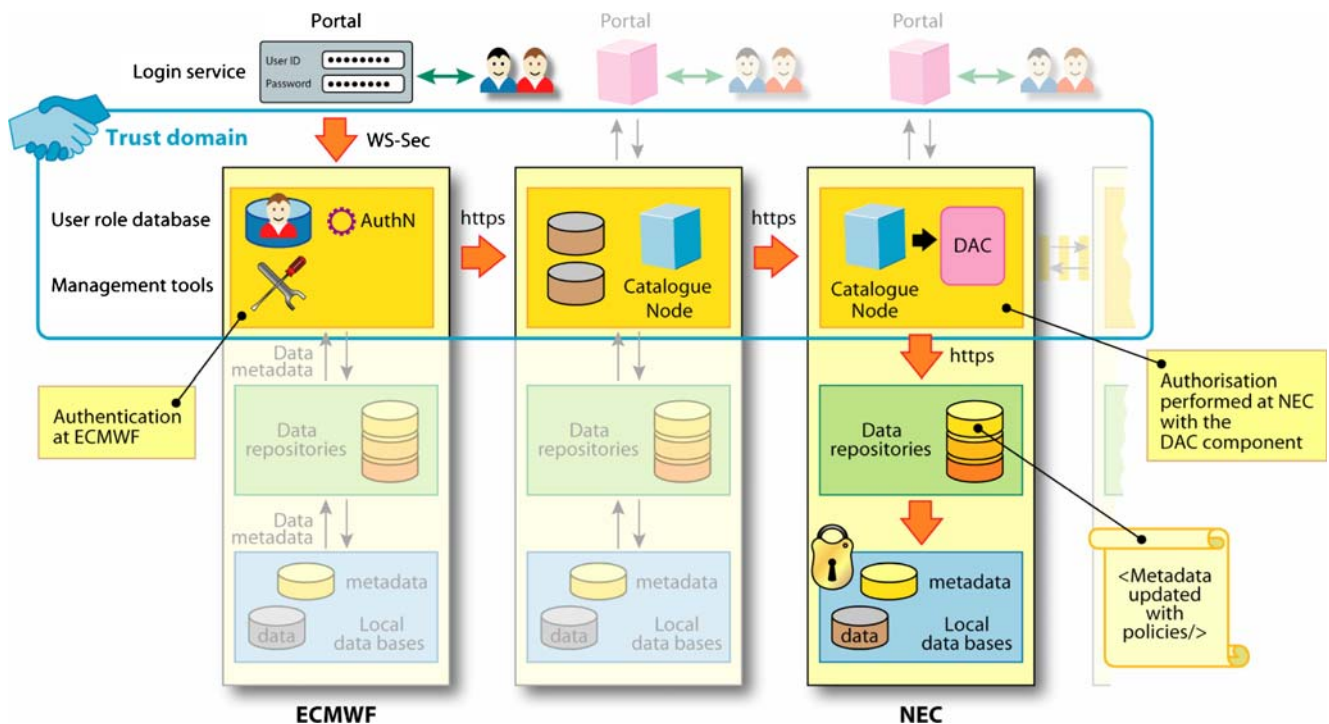 Portal
Portal
Portal
Login service
User ID
Password
Trust domain
WS-Sec
User role database
AuthN
https
https
DAC
Management tools
Catalogue
Node
Catalogue
Node
Data
metadata
https
Authentication
at ECMWF
Authorisation
performed at NEC
with the
DAC component
Data
repositories
Data
repositories
Data
repositories
Data
metadata
metadata
metadata
metadata
data
Local
data bases
data
Local
data bases
data
Local
data bases
<Metadata
updated
with
policies/>
ECMWF
NEC